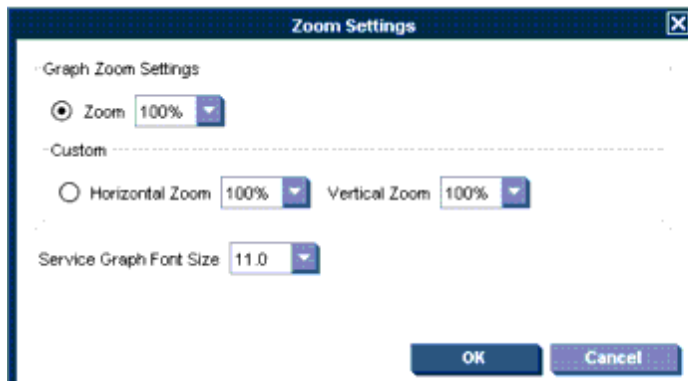 Zoom Settings
Graph Zoom Settings
Zoom 100%
Custom
Horizontal Zoom 100% Vertical Zoom 100%
Service Graph Font Size 11.0
OK Cancel